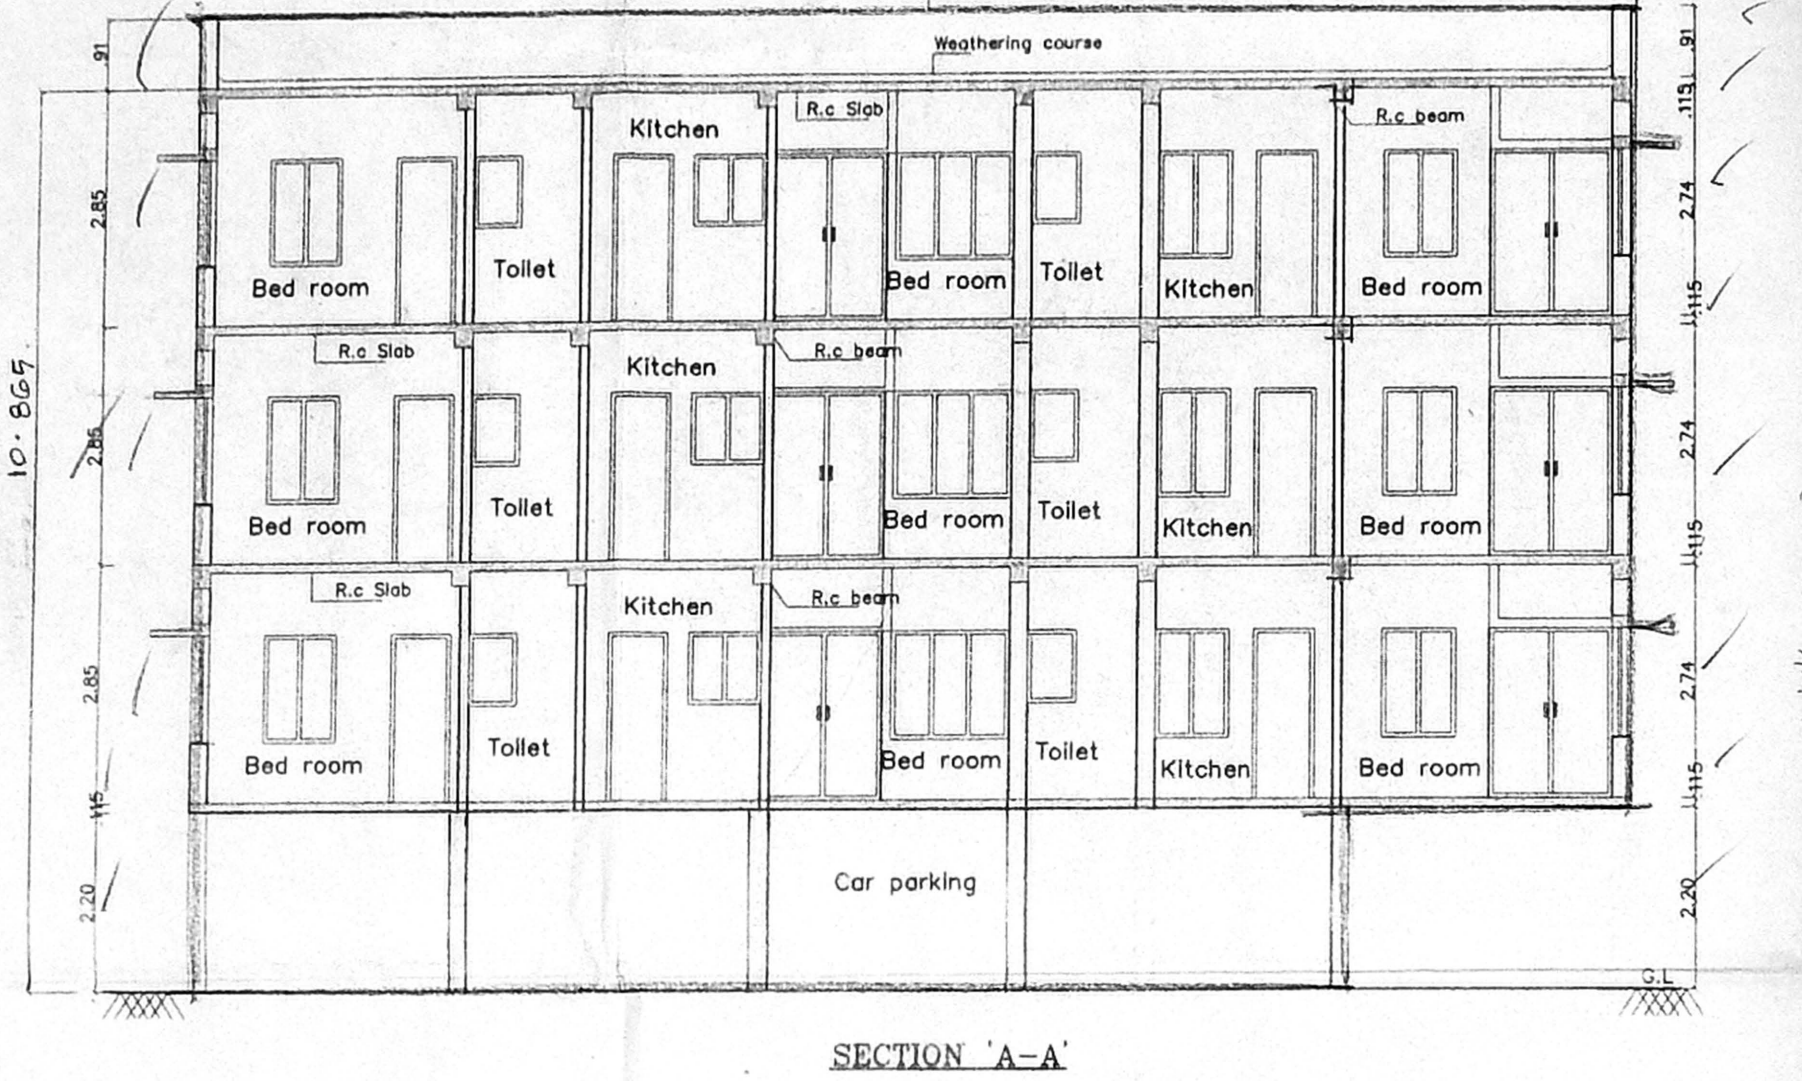 Weathering course
.91
.91
R.c Slab
R.c beam
.115
Kitchen
2.85
2.74
Toilet
Bed room
Bed room
Toilet
Kitchen
Bed room
.115
R.c Slab
R.c beam
Kitchen
10.865
2.85
2.74
Bed room
Toilet
Bed room
Toilet
Kitchen
Bed room
.115
R.c Slab
R.c beam
Kitchen
2.85
2.74
Bed room
Toilet
Bed room
Toilet
Kitchen
Bed room
.115
.115
Car parking
2.20
2.20
G.L
SECTION 'A-A'